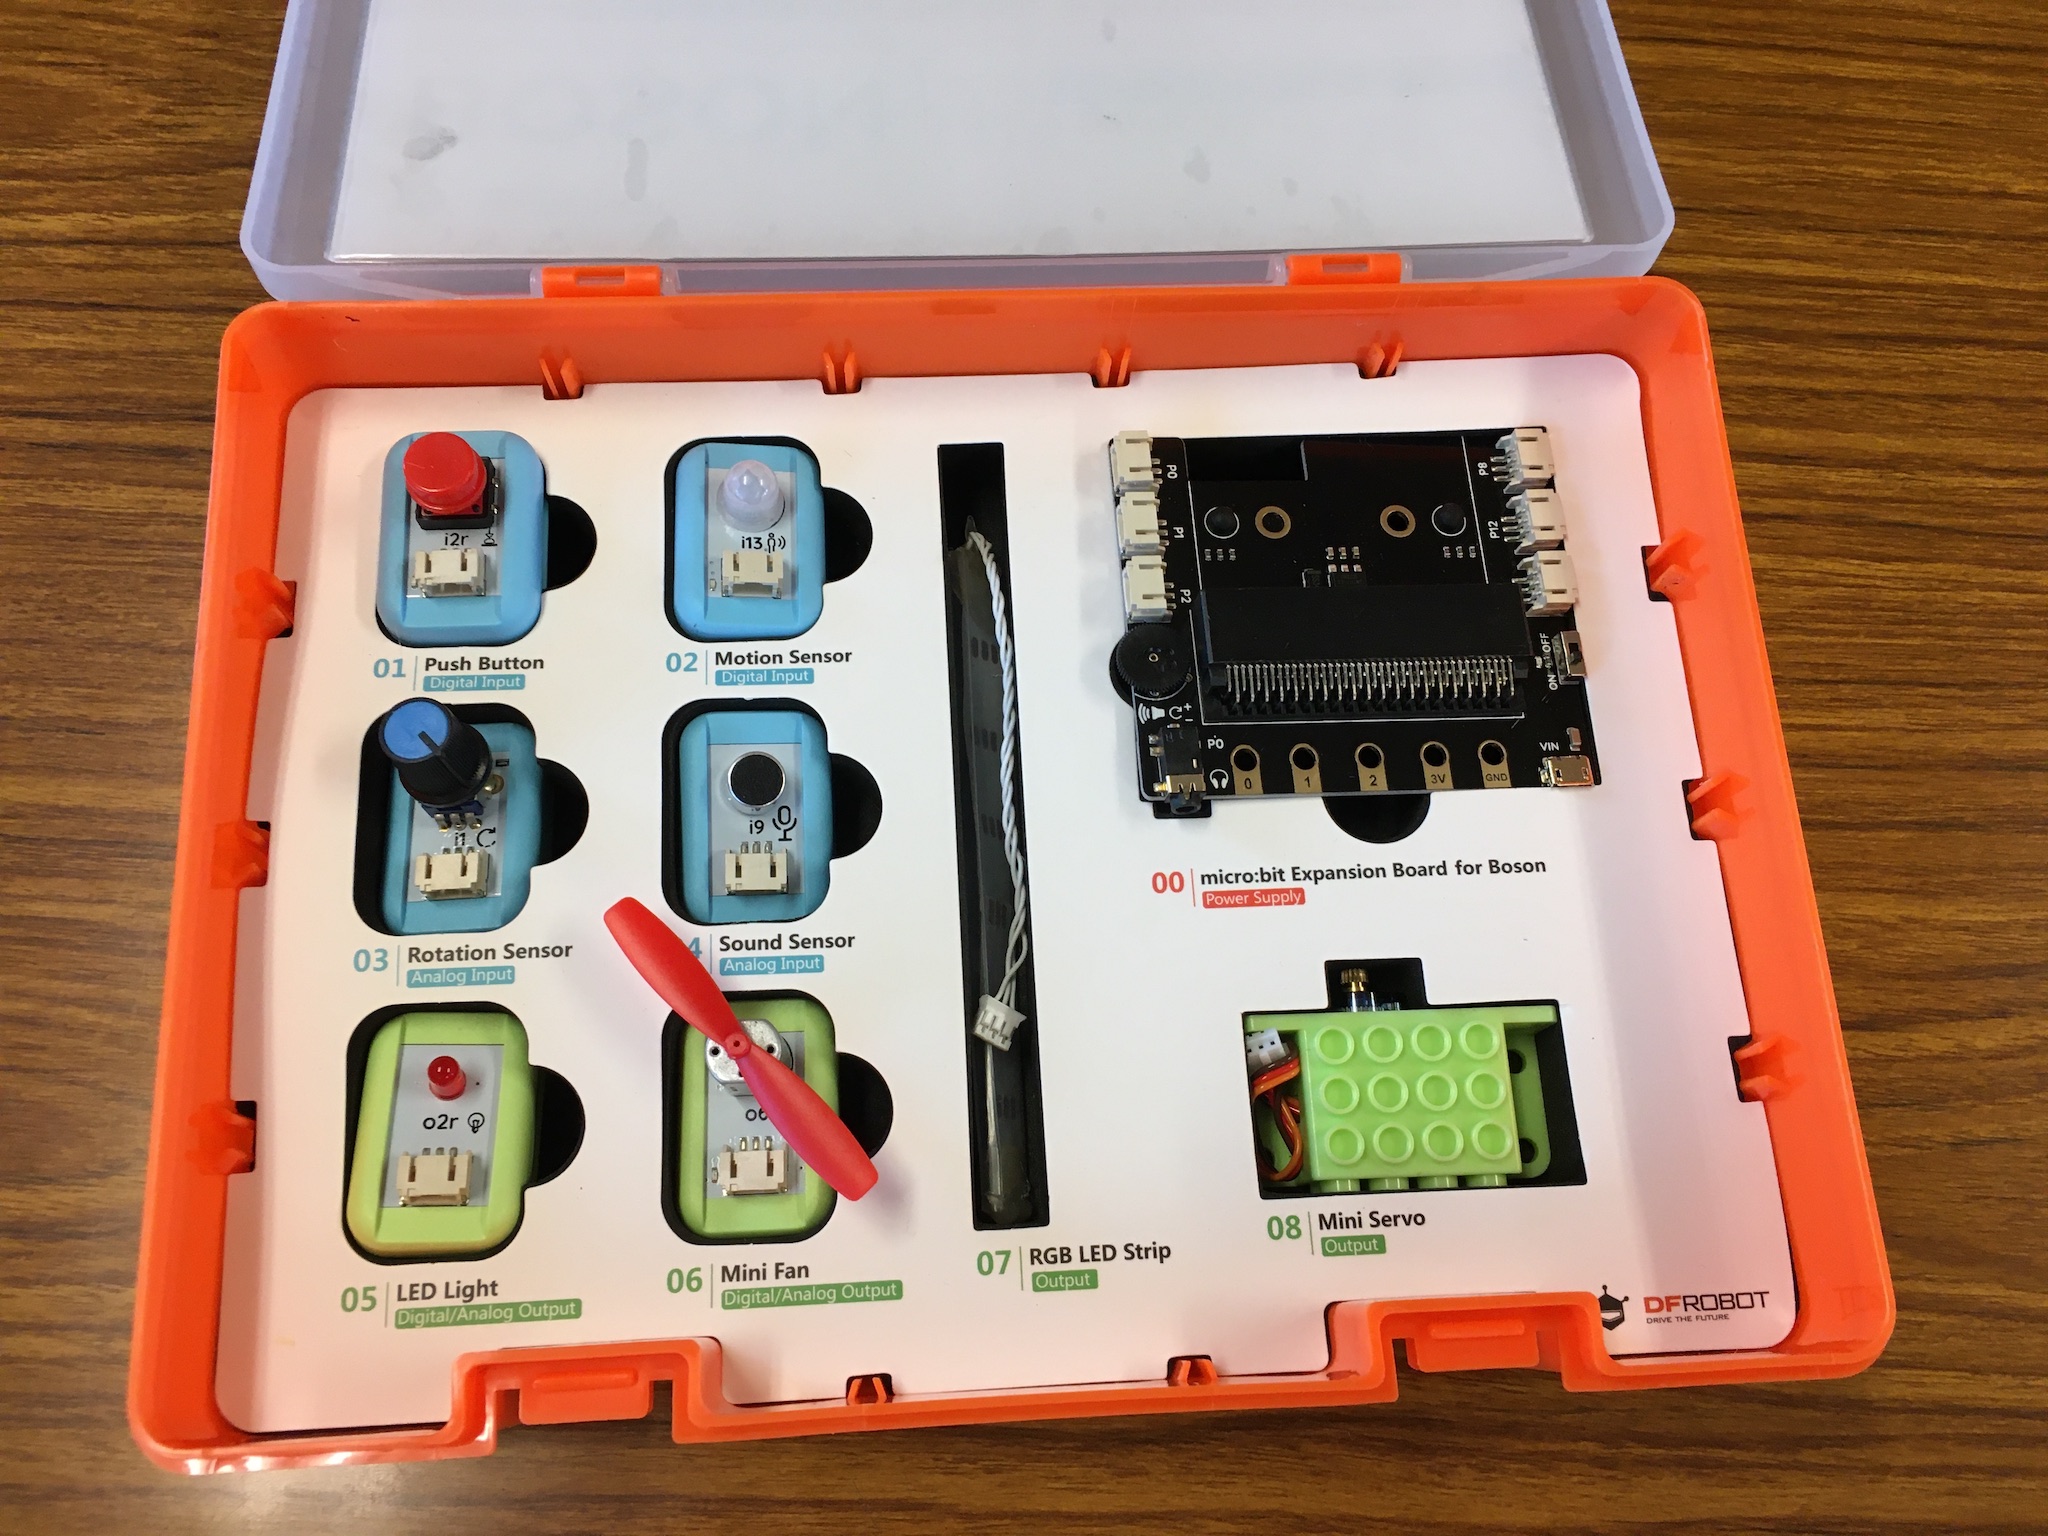 i2r
01 Push Button
Digital Input
i13
02 Motion Sensor
Digital Input
i1
03 Rotation Sensor
Analog Input
i9
4 Sound Sensor
Analog Input
o2r
05 LED Light
Digital/Analog Output
o6
06 Mini Fan
Digital/Analog Output
07 RGB LED Strip
Output
P0
P1
P2
P8
P12
ON OFF
+
-
P0
0 1 2 3V GND
VIN
00 micro:bit Expansion Board for Boson
Power Supply
08 Mini Servo
Output
DFROBOT
DRIVE THE FUTURE